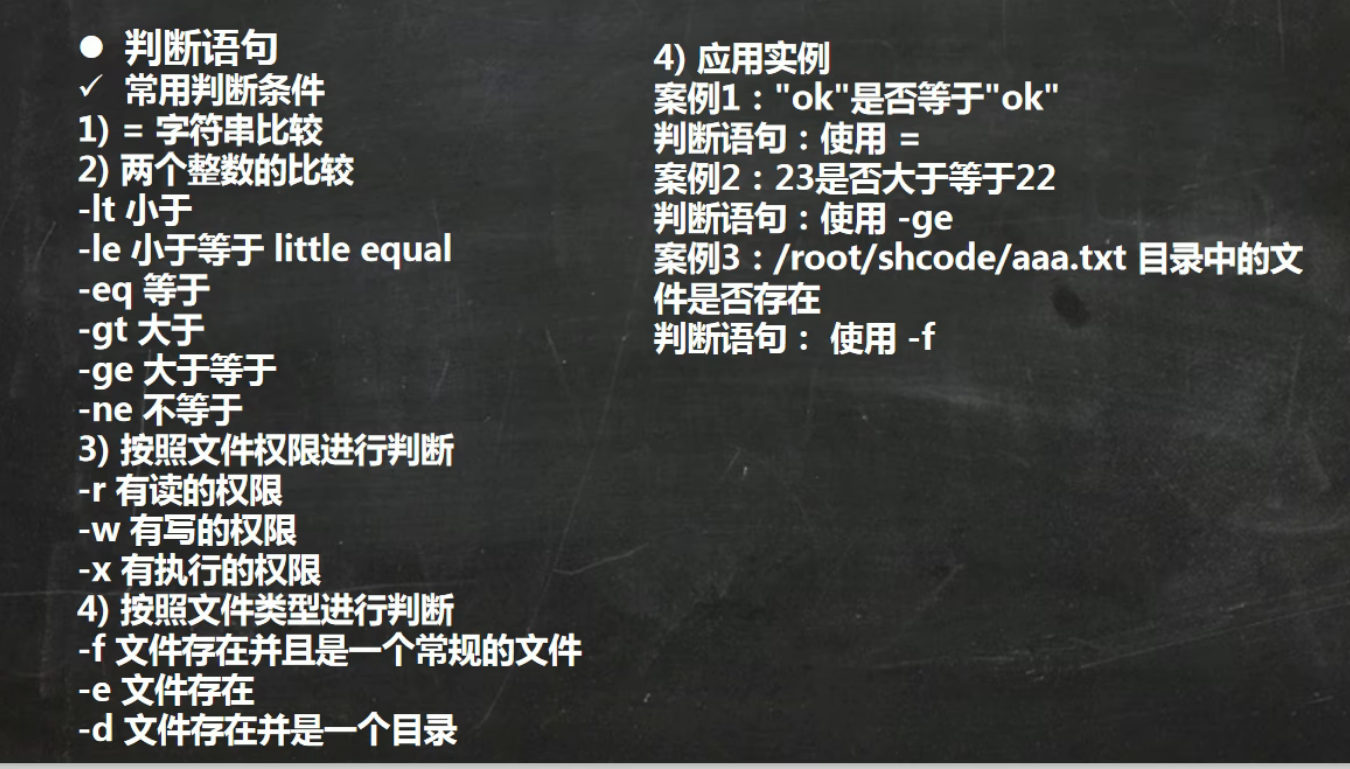 ● 判断语句
✓ 常用判断条件
1) = 字符串比较
2) 两个整数的比较
-lt 小于
-le 小于等于 little equal
-eq 等于
-gt 大于
-ge 大于等于
-ne 不等于
3) 按照文件权限进行判断
-r 有读的权限
-w 有写的权限
-x 有执行的权限
4) 按照文件类型进行判断
-f 文件存在并且是一个常规的文件
-e 文件存在
-d 文件存在并是一个目录
4) 应用实例
案例1："ok"是否等于"ok"
判断语句：使用 =
案例2：23是否大于等于22
判断语句：使用 -ge
案例3：/root/shcode/aaa.txt 目录中的文
件是否存在
判断语句： 使用 -f